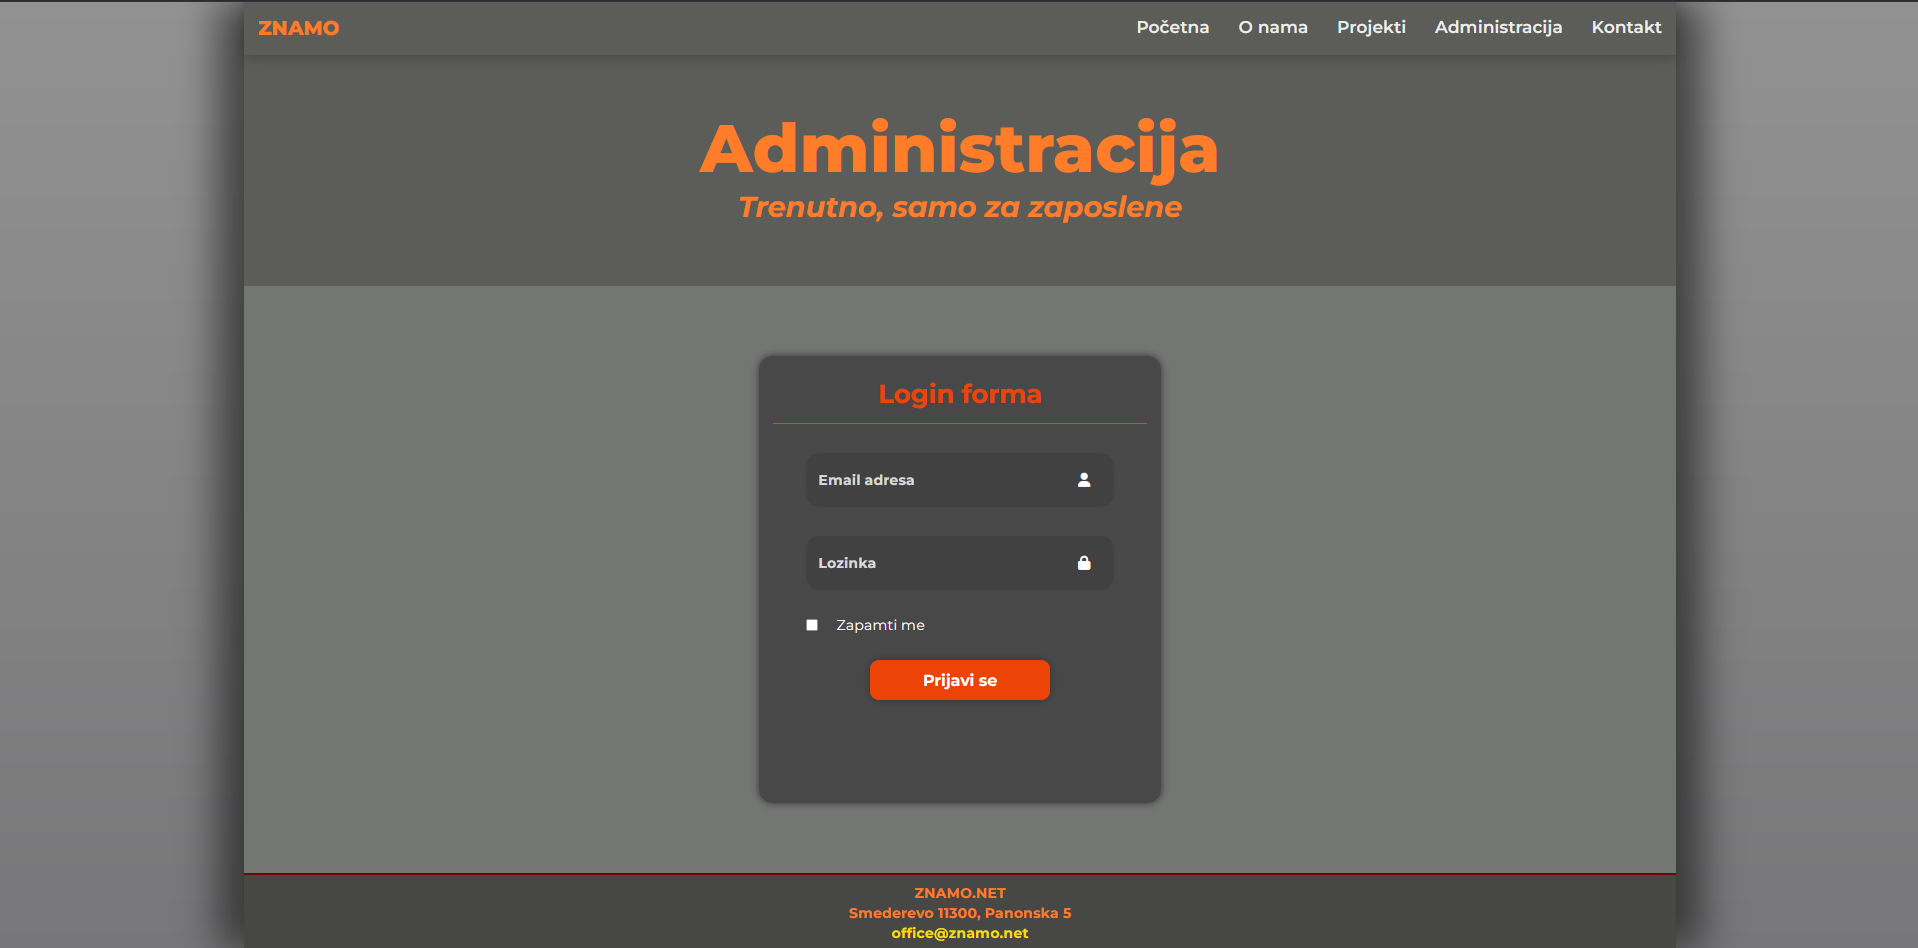 ZNAMO
Početna O nama Projekti Administracija Kontakt
Administracija
Trenutno, samo za zaposlene
Login forma
Email adresa
Lozinka
Zapamti me
Prijavi se
ZNAMO.NET
Smederevo 11300, Panonska 5
office@znamo.net